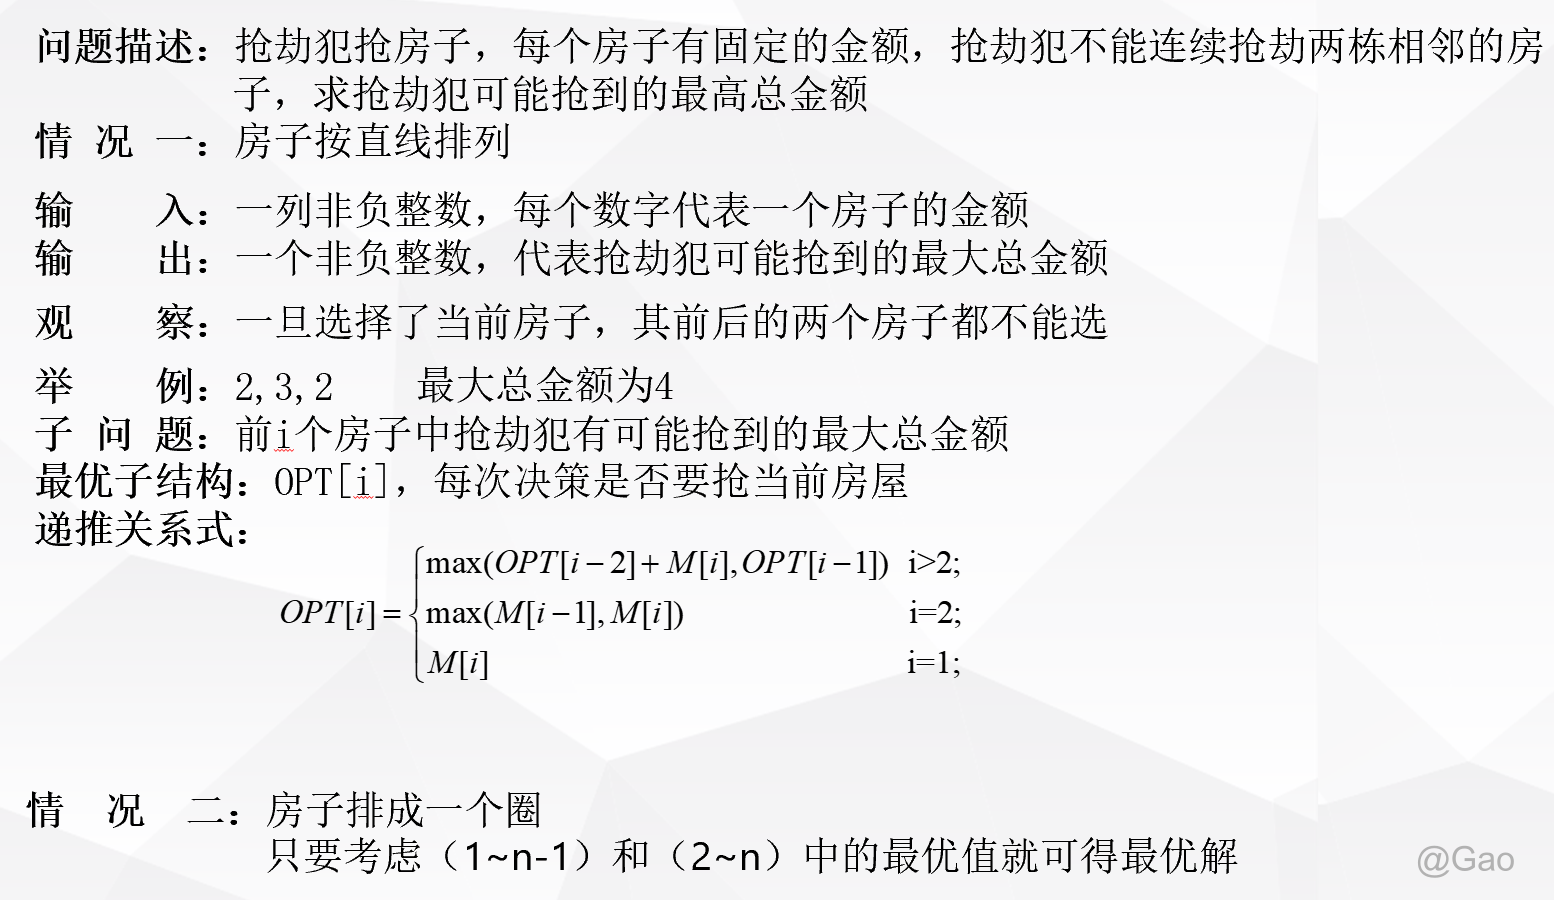 问题描述：抢劫犯抢房子，每个房子有固定的金额，抢劫犯不能连续抢劫两栋相邻的房
子，求抢劫犯可能抢到的最高总金额
情 况 一：房子按直线排列
输 入：一列非负整数，每个数字代表一个房子的金额
输 出：一个非负整数，代表抢劫犯可能抢到的最大总金额
观 察：一旦选择了当前房子，其前后的两个房子都不能选
举 例：2,3,2 最大总金额为4
子 问 题：前i个房子中抢劫犯有可能抢到的最大总金额
最优子结构：OPT[i]，每次决策是否要抢当前房屋
递推关系式：
max(OPT[i−2]+M[i],OPT[i−1]) i>2;
OPT[i]={max(M[i−1],M[i]) i=2;
M[i] i=1;
情 况 二：房子排成一个圈
只要考虑（1~n-1）和（2~n）中的最优值就可得最优解
@Gao